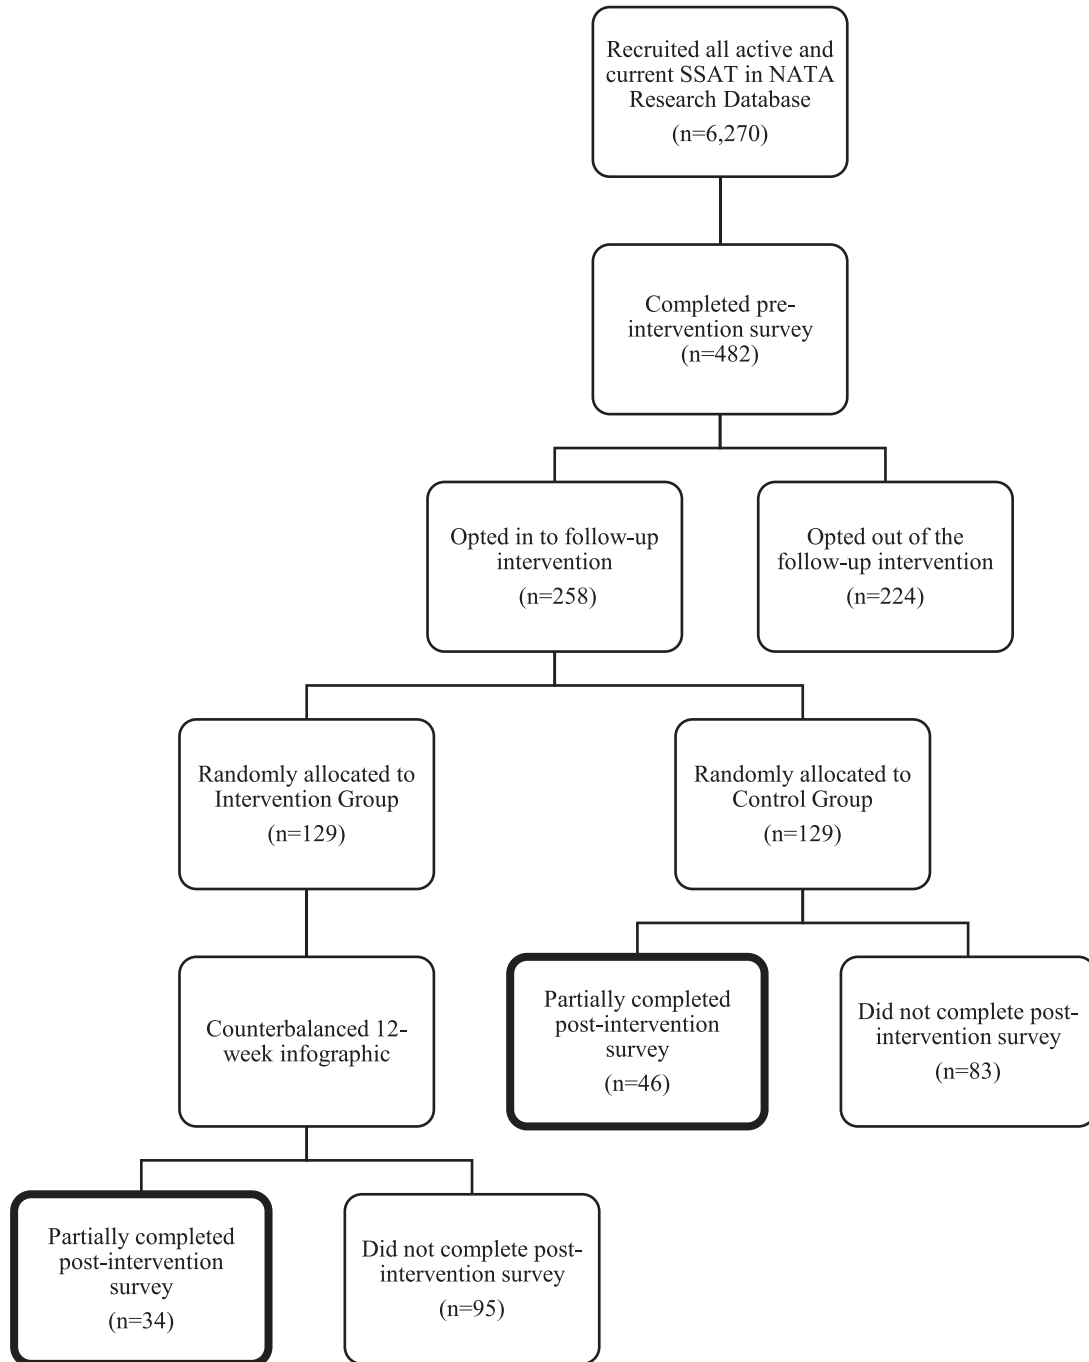 Recruited all active and
current SSAT in NATA
Research Database
(n=6,270)
Completed pre-
intervention survey
(n=482)
Opted in to follow-up
intervention
(n=258)
Opted out of the
follow-up intervention
(n=224)
Randomly allocated to
Intervention Group
(n=129)
Randomly allocated to
Control Group
(n=129)
Counterbalanced 12-
week infographic
Partially completed
post-intervention
survey
(n=46)
Did not complete post-
intervention survey
(n=83)
Partially completed
post-intervention
survey
(n=34)
Did not complete post-
intervention survey
(n=95)